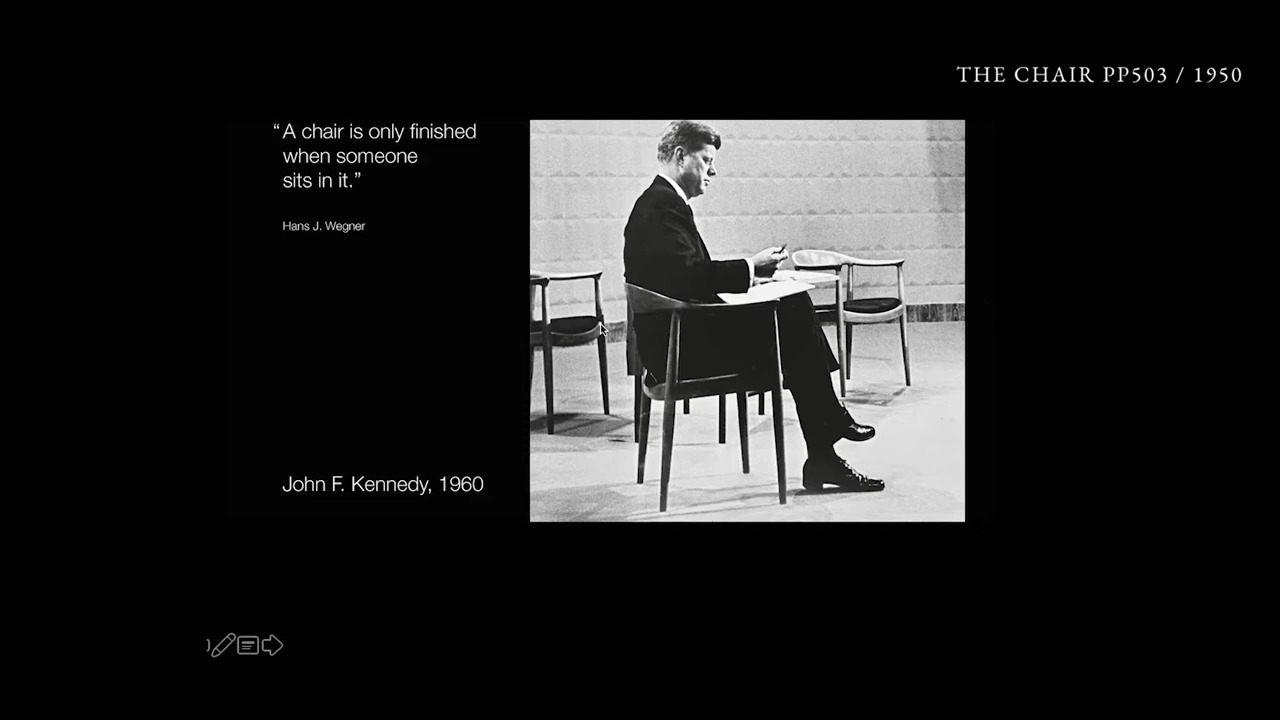 THE CHAIR PP503 / 1950
“A chair is only finished
when someone
sits in it.”
Hans J. Wegner
John F. Kennedy, 1960